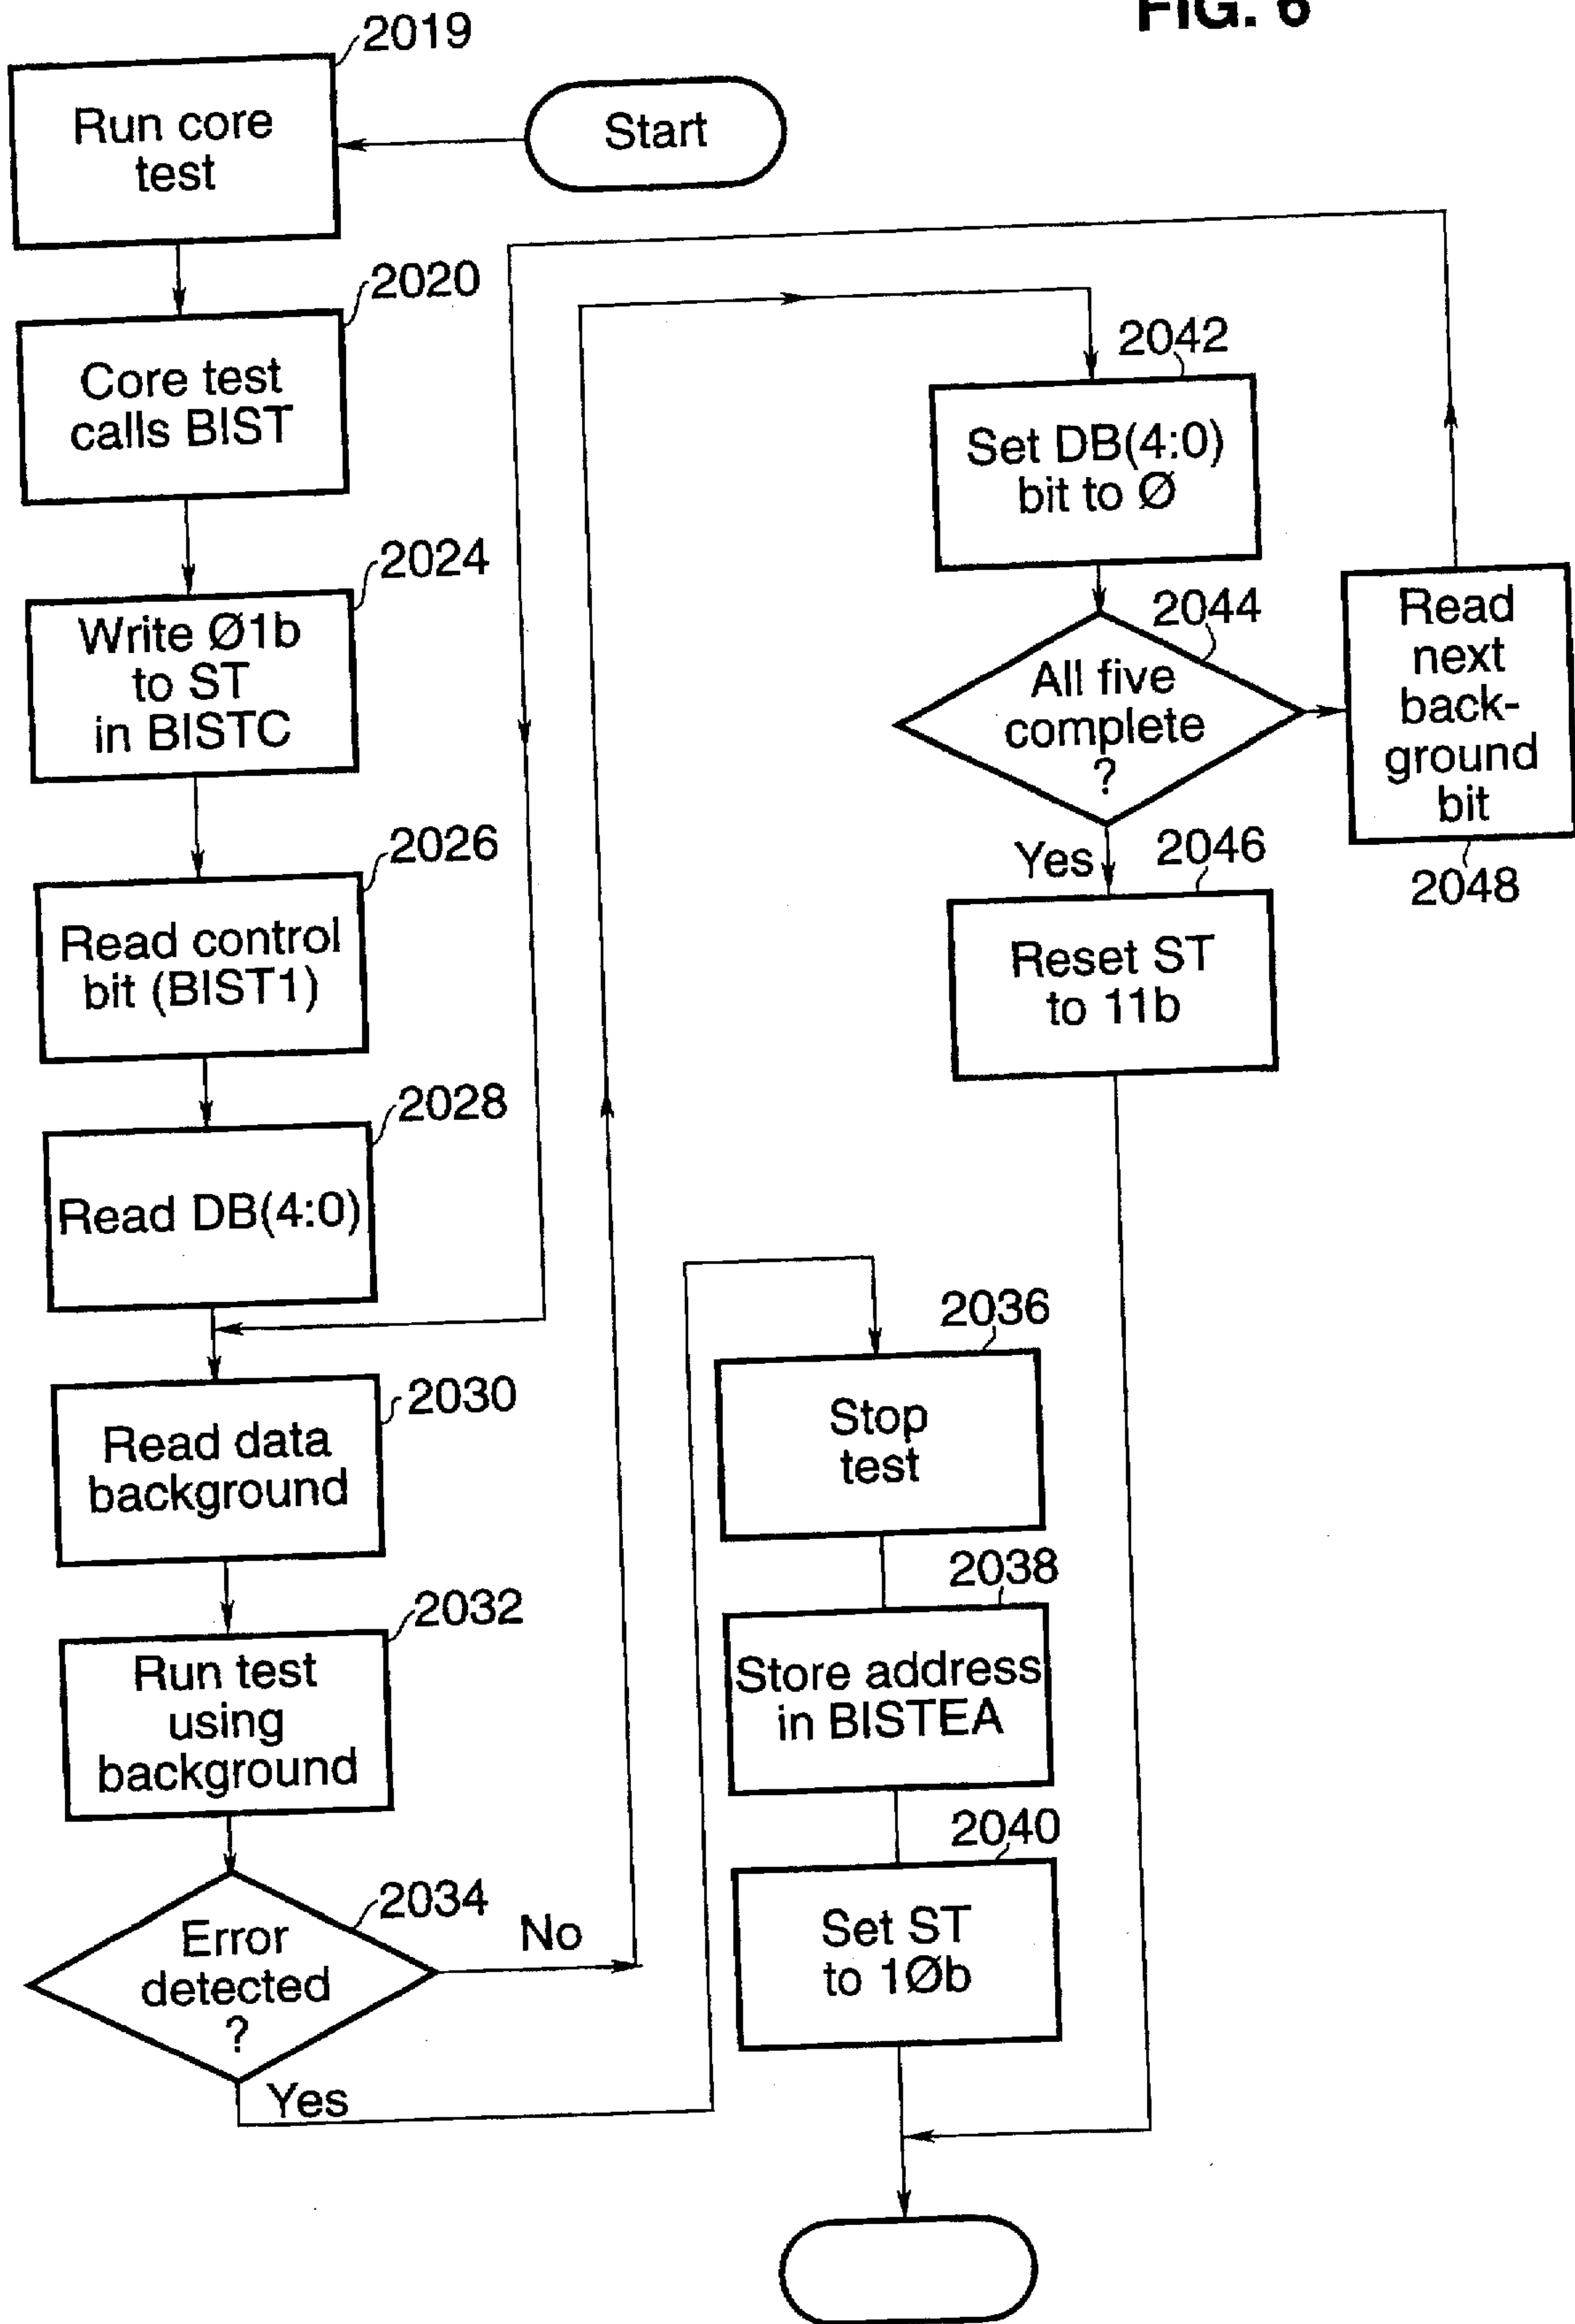 FIG. 6
2019
Run core
test
Start
2020
Core test
calls BIST
2024
Write Ø1b
to ST
in BISTC
2026
Read control
bit (BIST1)
2028
Read DB(4:0)
2030
Read data
background
2032
Run test
using
background
2034
Error
detected
?
No
Yes
2042
Set DB(4:0)
bit to Ø
2044
All five
complete
?
Yes
2046
Reset ST
to 11b
Read
next
back-
ground
bit
2048
2036
Stop
test
2038
Store address
in BISTEA
2040
Set ST
to 1Øb